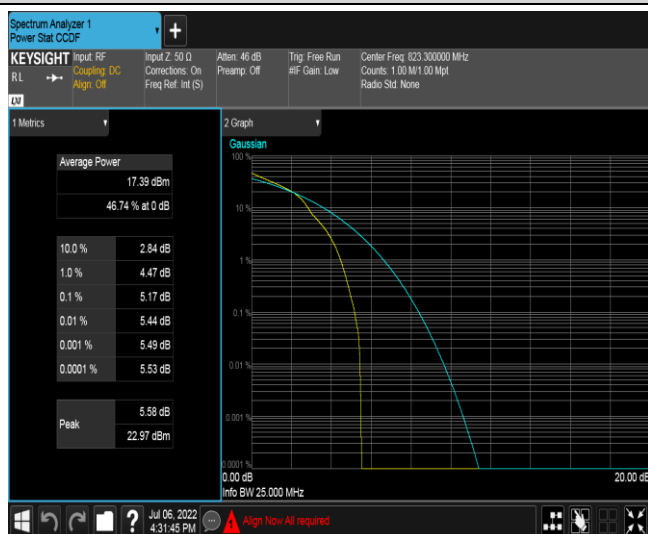 Spectrum Analyzer 1
Power Stat CCDF
KEYSIGHT
RL
LXI
Input: RF
Coupling: DC
Align: Off
Input Z: 50 Ω
Corrections: On
Freq Ref: Int (S)
Atten: 46 dB
Preamp: Off
Trig: Free Run
#IF Gain: Low
Center Freq: 823.300000 MHz
Counts: 1.00 M/1.00 Mpt
Radio Std: None
1 Metrics
Average Power
17.39 dBm
46.74 % at 0 dB
10.0 % 2.84 dB
1.0 % 4.47 dB
0.1 % 5.17 dB
0.01 % 5.44 dB
0.001 % 5.49 dB
0.0001 % 5.53 dB
Peak
5.58 dB
22.97 dBm
2 Graph
Gaussian
100 %
10 %
1 %
0.1 %
0.01 %
0.001 %
0.0001 %
0.00 dB
20.00 dB
Info BW 25.000 MHz
?
Jul 06, 2022
4:31:45 PM
Align Now All required